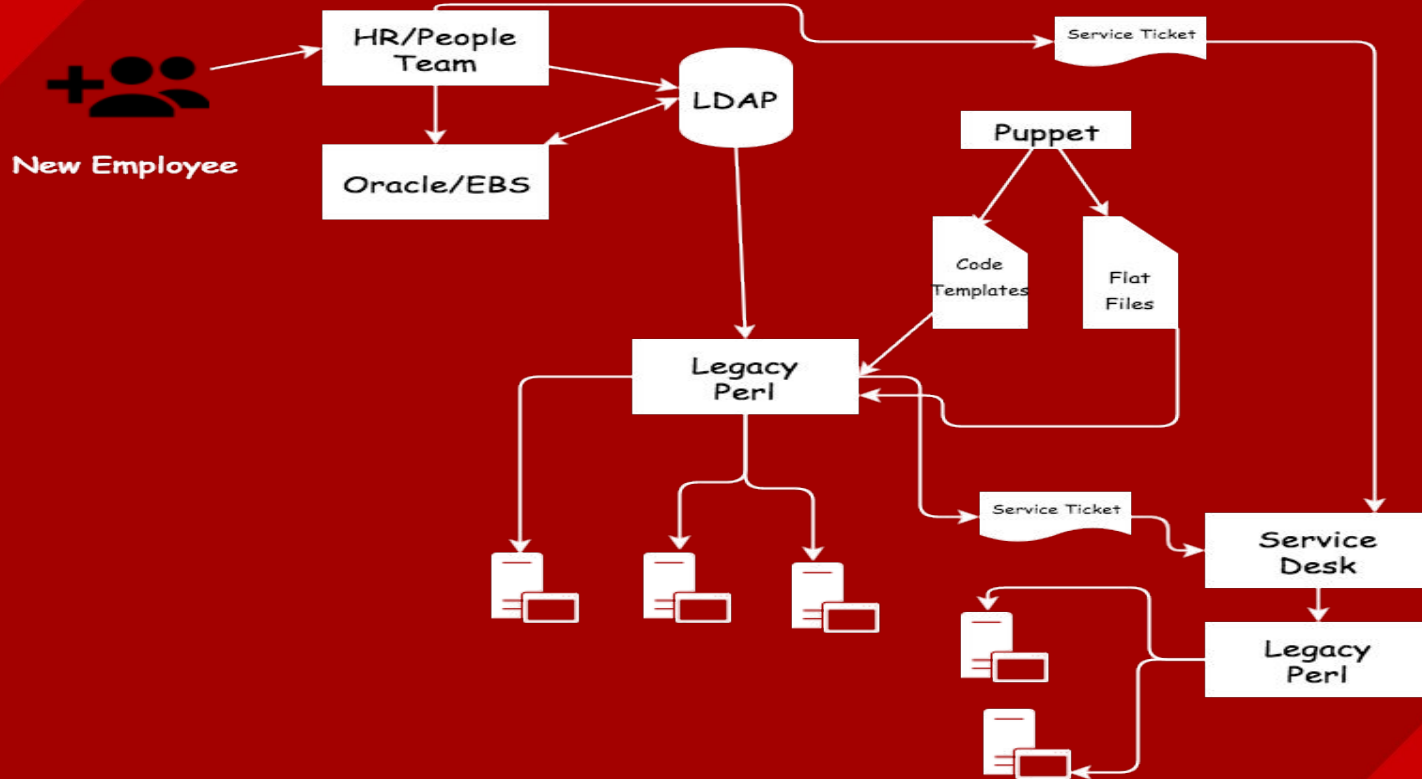 HR/People
Team
Service Ticket
LDAP
Puppet
New Employee
Oracle/EBS
Code
Templates
Flat
Files
Legacy
Perl
Service Ticket
Service
Desk
Legacy
Perl